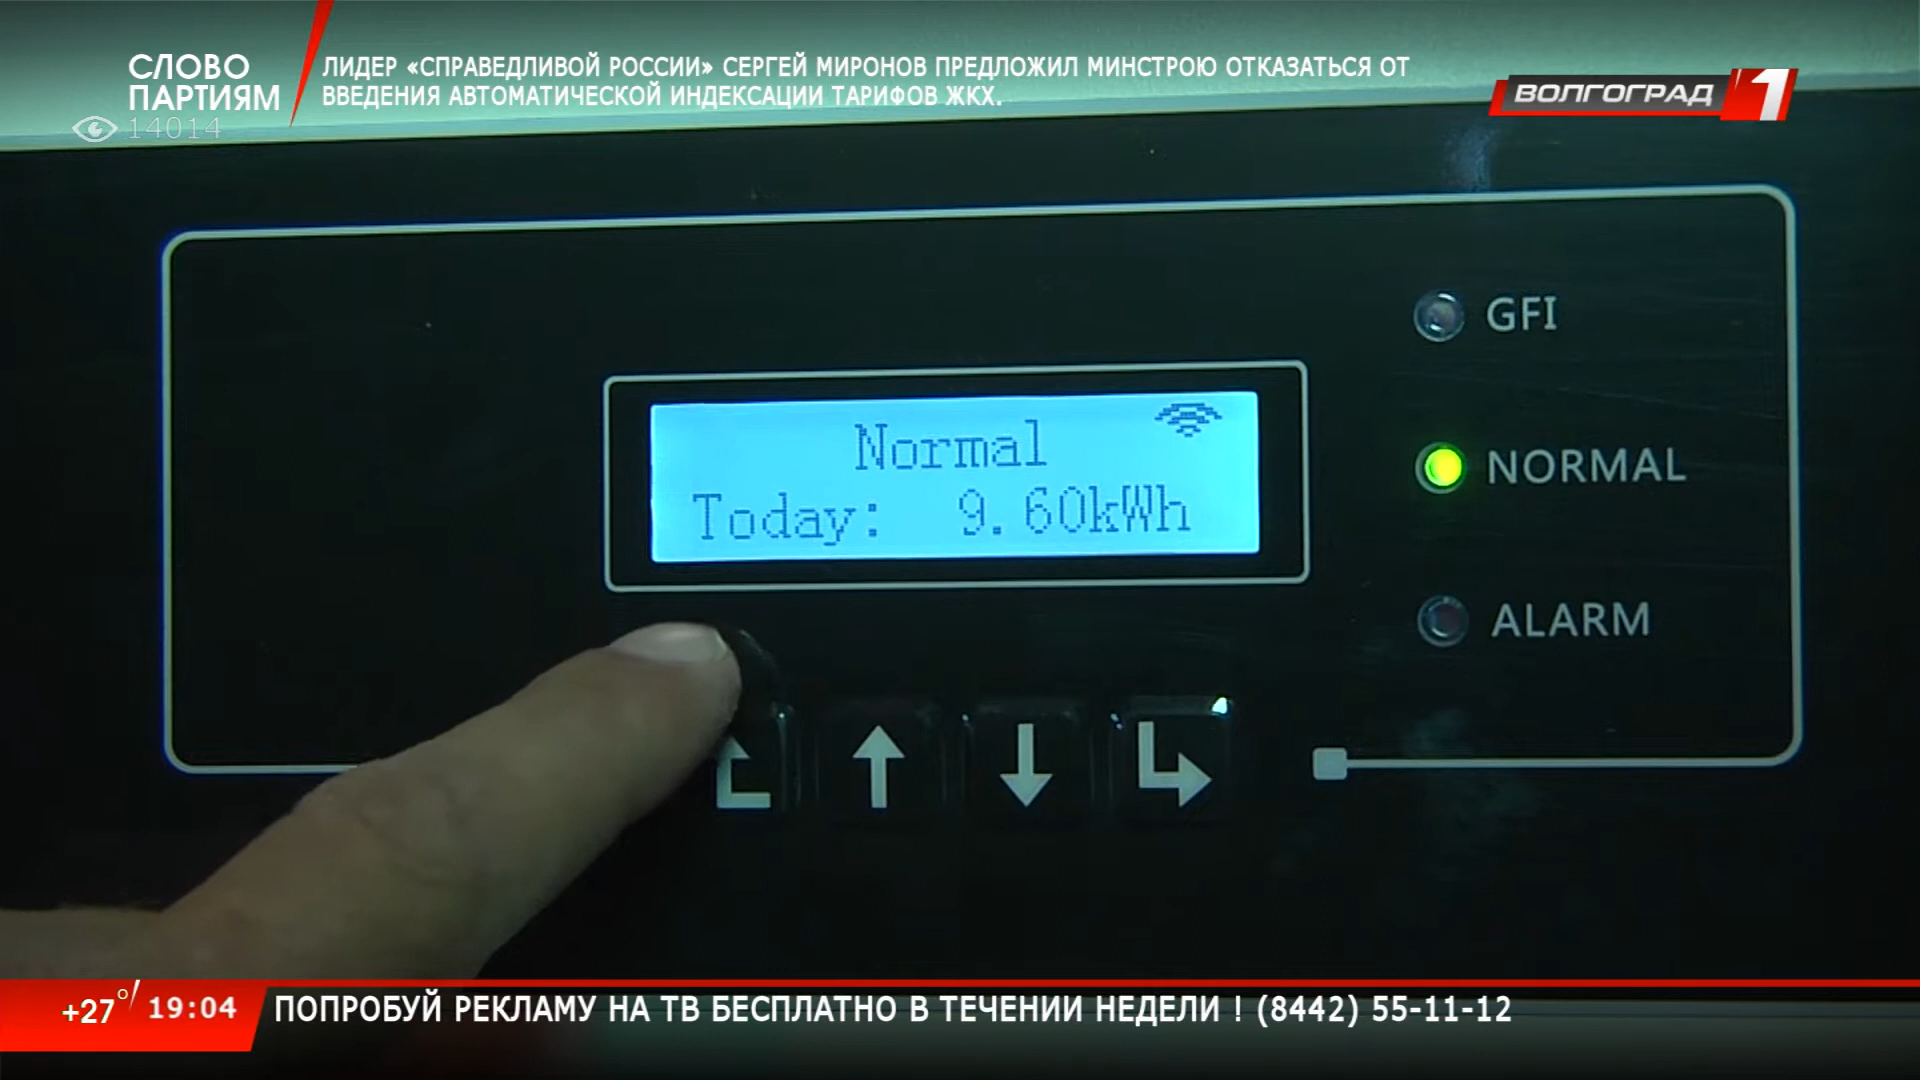 СЛОВО
ПАРТИЯМ
14014
ЛИДЕР «СПРАВЕДЛИВОЙ РОССИИ» СЕРГЕЙ МИРОНОВ ПРЕДЛОЖИЛ МИНСТРОЮ ОТКАЗАТЬСЯ ОТ
ВВЕДЕНИЯ АВТОМАТИЧЕСКОЙ ИНДЕКСАЦИИ ТАРИФОВ ЖКХ.
ВОЛГОГРАД 1
GFI
Normal
Today: 9.60kWh
NORMAL
ALARM
+27° 19:04
ПОПРОБУЙ РЕКЛАМУ НА ТВ БЕСПЛАТНО В ТЕЧЕНИИ НЕДЕЛИ ! (8442) 55-11-12